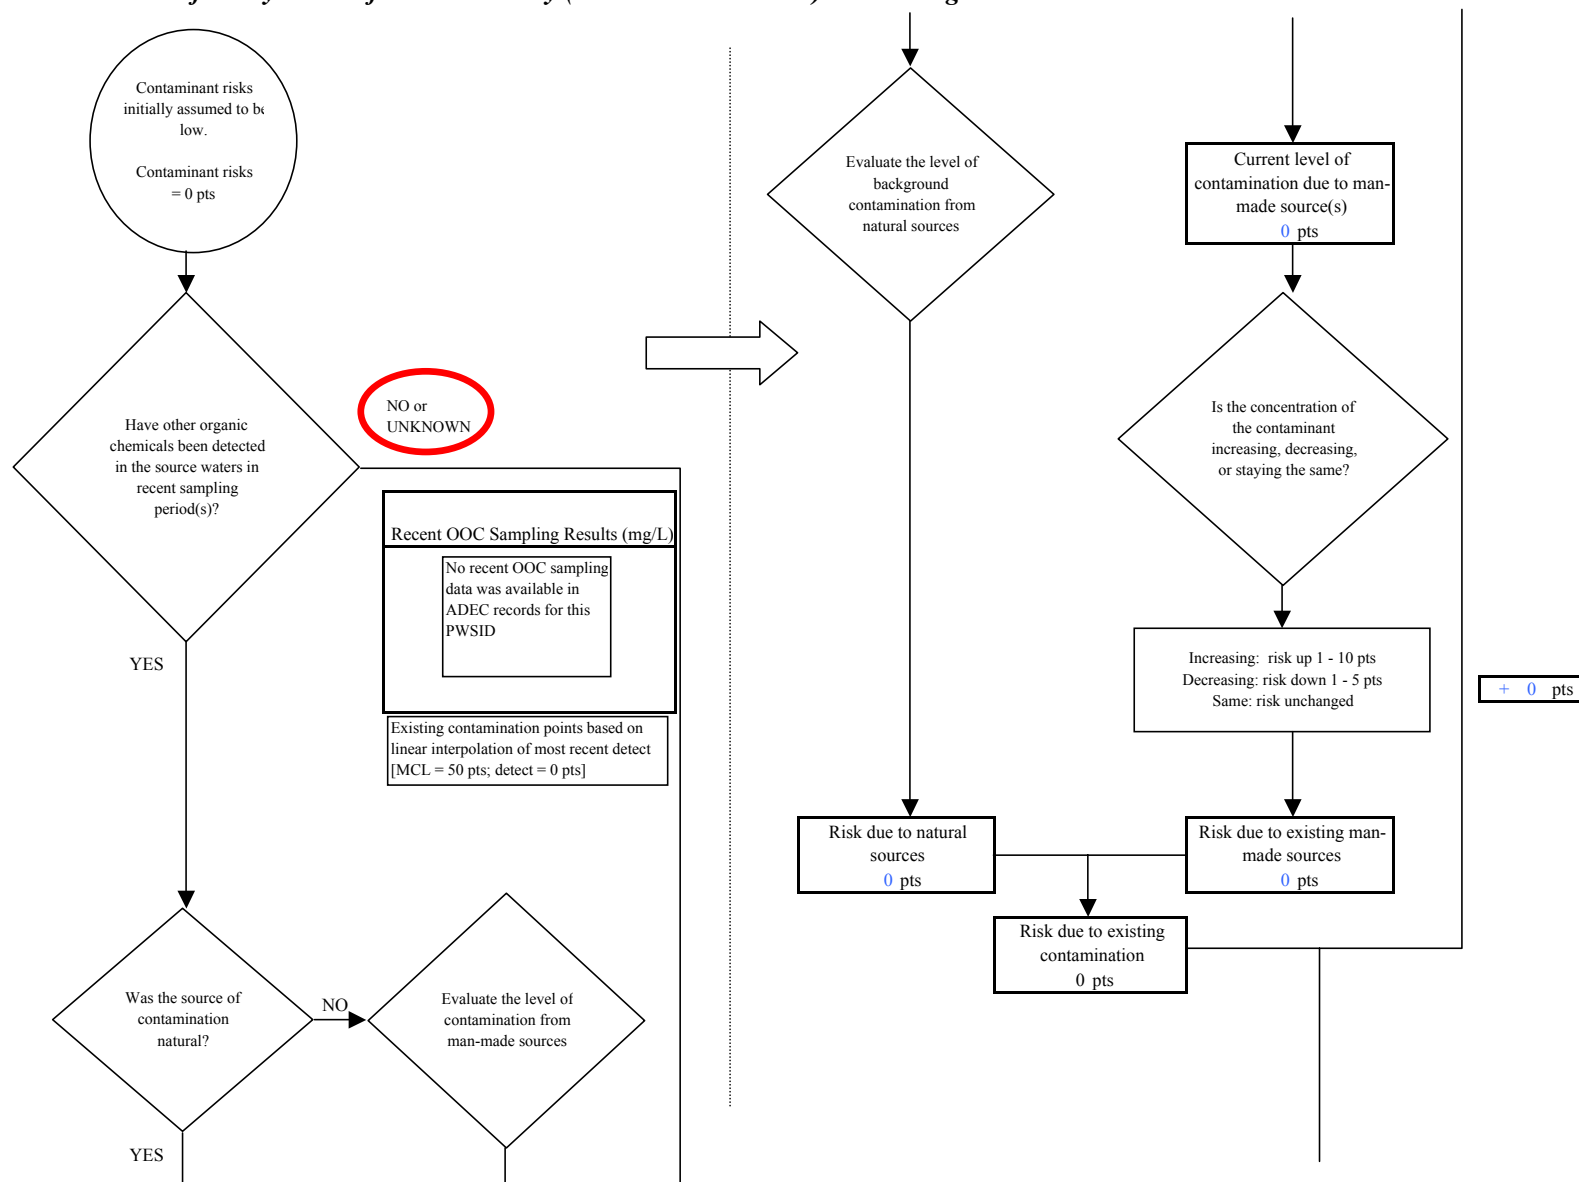 Contaminant risks
initially assumed to be
low.
Contaminant risks
= 0 pts
Have other organic
chemicals been detected
in the source waters in
recent sampling
period(s)?
NO or
UNKNOWN
Recent OOC Sampling Results (mg/L)
No recent OOC sampling
data was available in
ADEC records for this
PWSID
YES
Existing contamination points based on
linear interpolation of most recent detect
[MCL = 50 pts; detect = 0 pts]
Was the source of
contamination
natural?
NO
Evaluate the level of
contamination from
man-made sources
YES
Evaluate the level of
background
contamination from
natural sources
Current level of
contamination due to man-
made source(s)
0 pts
Is the concentration of
the contaminant
increasing, decreasing,
or staying the same?
Increasing: risk up 1 - 10 pts
Decreasing: risk down 1 - 5 pts
Same: risk unchanged
+ 0 pts
Risk due to natural
sources
0 pts
Risk due to existing man-
made sources
0 pts
Risk due to existing
contamination
0 pts